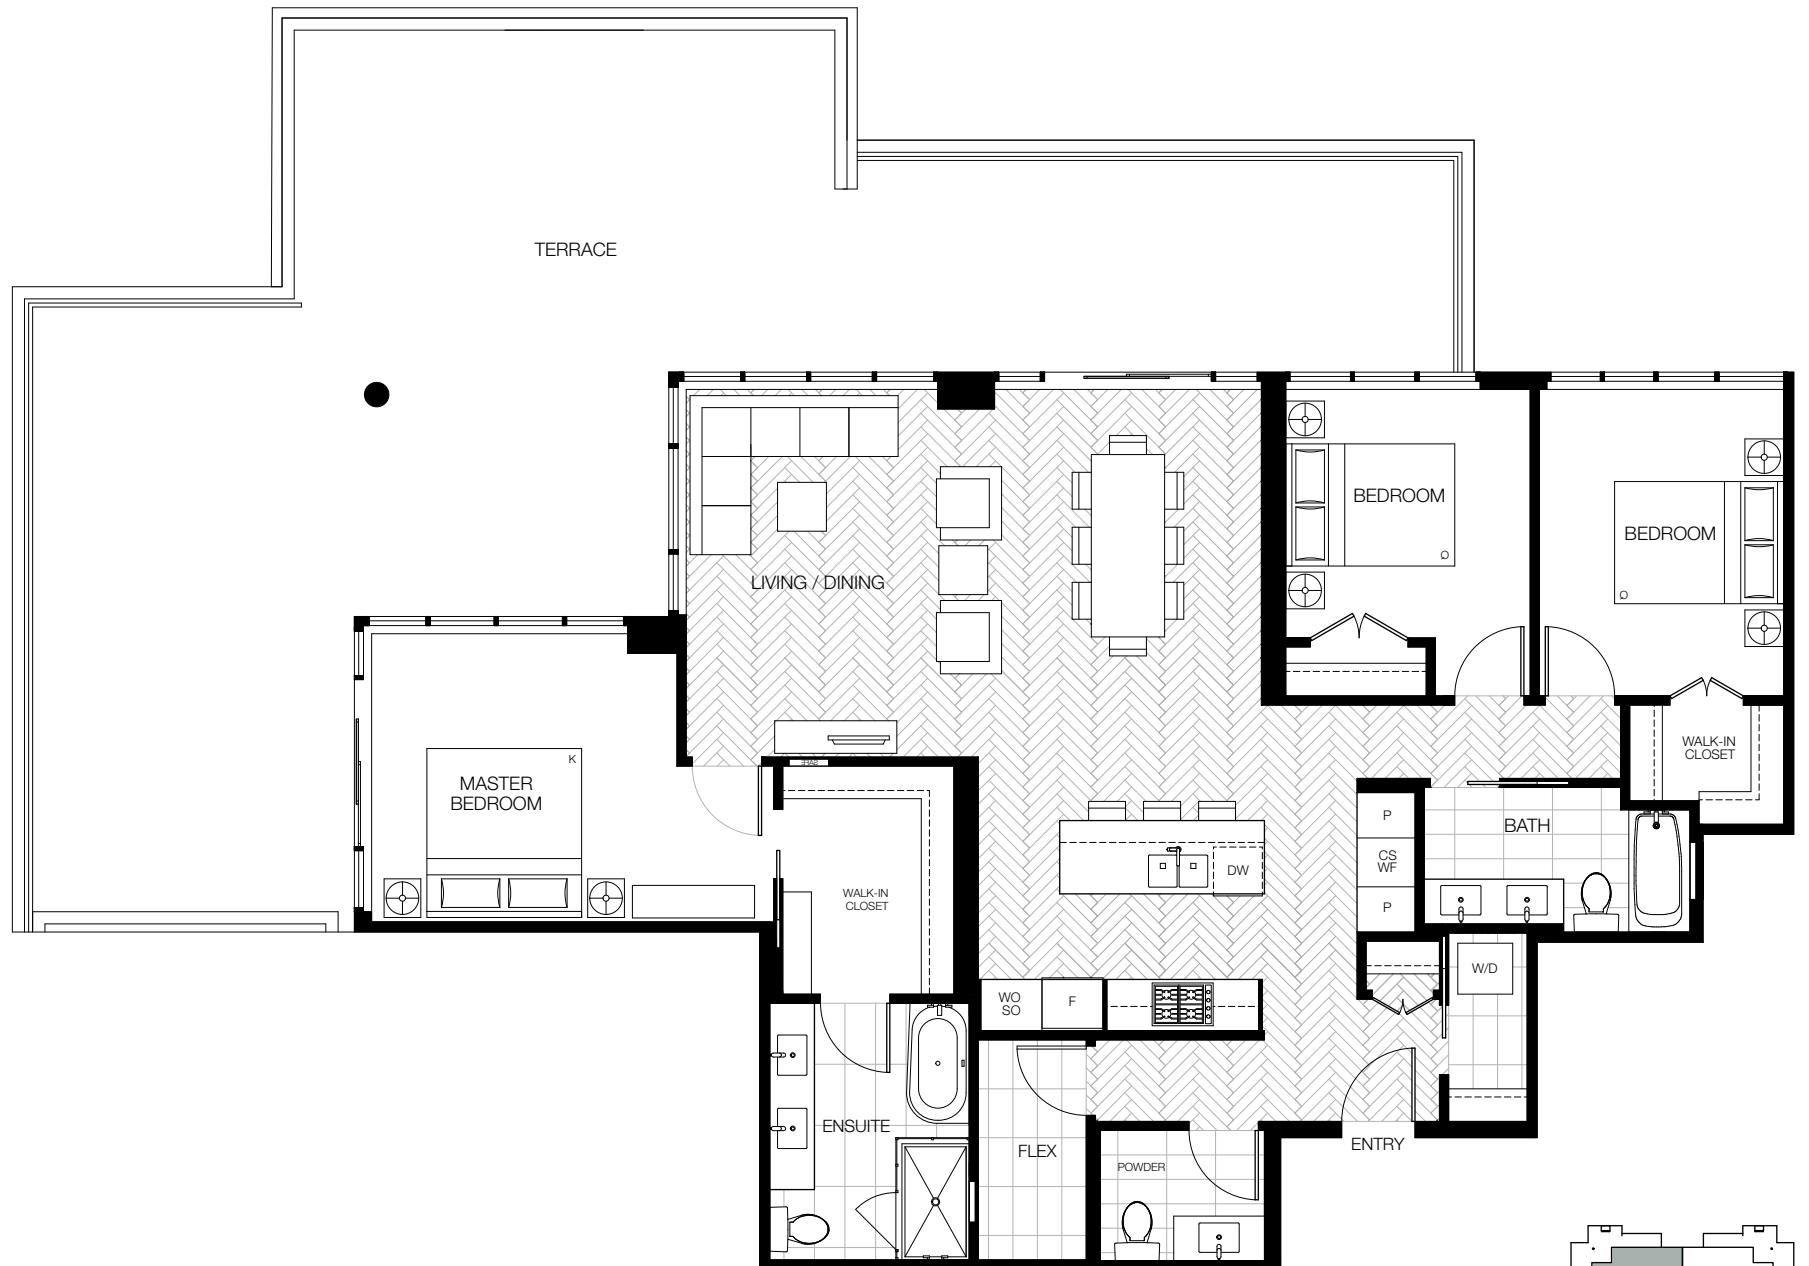 TERRACE
BEDROOM
Q
BEDROOM
Q
LIVING / DINING
WALK-IN
CLOSET
SAFE
K
MASTER
BEDROOM
P
CS
WF
P
BATH
DW
WALK-IN
CLOSET
W/D
WO
SO
F
ENSUITE
FLEX
POWDER
ENTRY